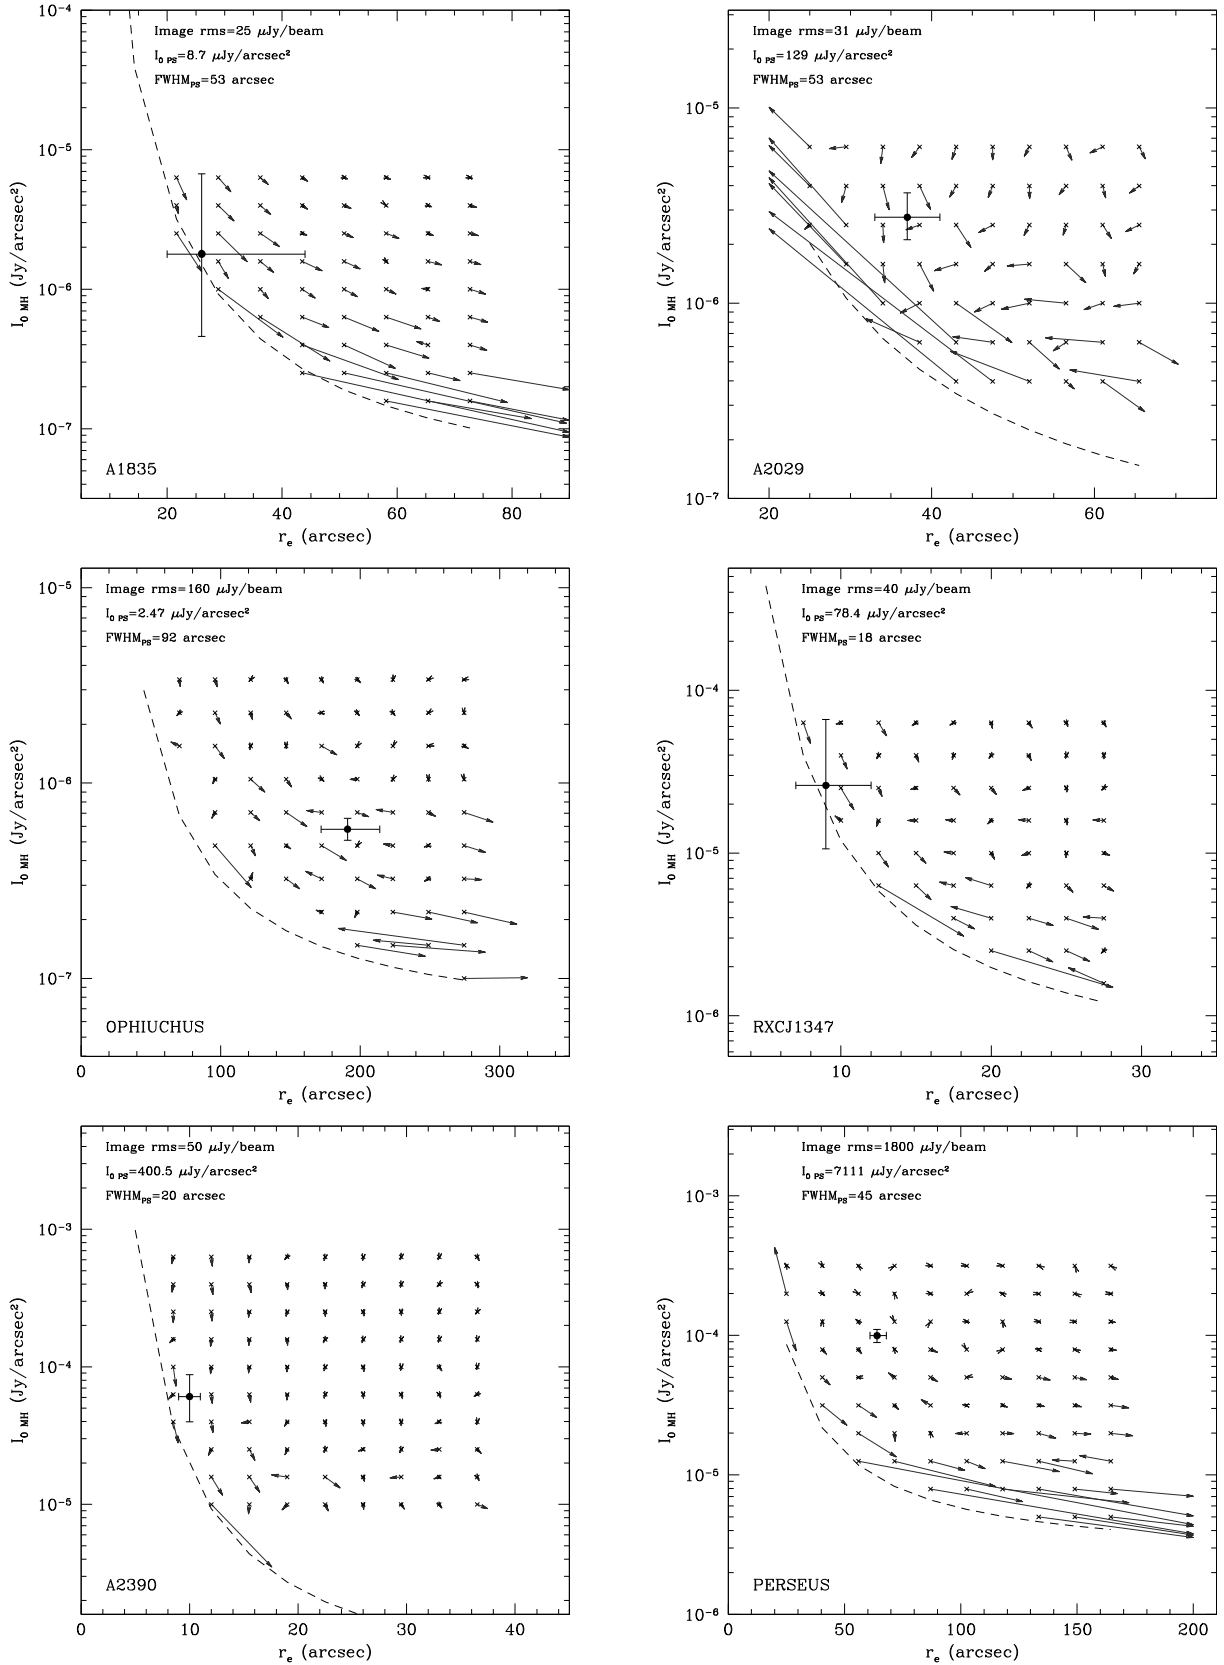 Image rms=25 μJy/beam
I₀ PS=8.7 μJy/arcsec²
FWHM_PS=53 arcsec
10⁻⁴
10⁻⁵
10⁻⁶
10⁻⁷
I₀ MH (Jy/arcsec²)
A1835
20 40 60 80
rₑ (arcsec)
Image rms=31 μJy/beam
I₀ PS=129 μJy/arcsec²
FWHM_PS=53 arcsec
10⁻⁵
10⁻⁶
10⁻⁷
I₀ MH (Jy/arcsec²)
A2029
20 40 60
rₑ (arcsec)
Image rms=160 μJy/beam
I₀ PS=2.47 μJy/arcsec²
FWHM_PS=92 arcsec
10⁻⁵
10⁻⁶
10⁻⁷
I₀ MH (Jy/arcsec²)
OPHIUCHUS
0 100 200 300
rₑ (arcsec)
Image rms=40 μJy/beam
I₀ PS=78.4 μJy/arcsec²
FWHM_PS=18 arcsec
10⁻⁴
10⁻⁵
10⁻⁶
I₀ MH (Jy/arcsec²)
RXCJ1347
10 20 30
rₑ (arcsec)
Image rms=50 μJy/beam
I₀ PS=400.5 μJy/arcsec²
FWHM_PS=20 arcsec
10⁻³
10⁻⁴
10⁻⁵
I₀ MH (Jy/arcsec²)
A2390
0 10 20 30 40
rₑ (arcsec)
Image rms=1800 μJy/beam
I₀ PS=7111 μJy/arcsec²
FWHM_PS=45 arcsec
10⁻³
10⁻⁴
10⁻⁵
10⁻⁶
I₀ MH (Jy/arcsec²)
PERSEUS
0 50 100 150 200
rₑ (arcsec)